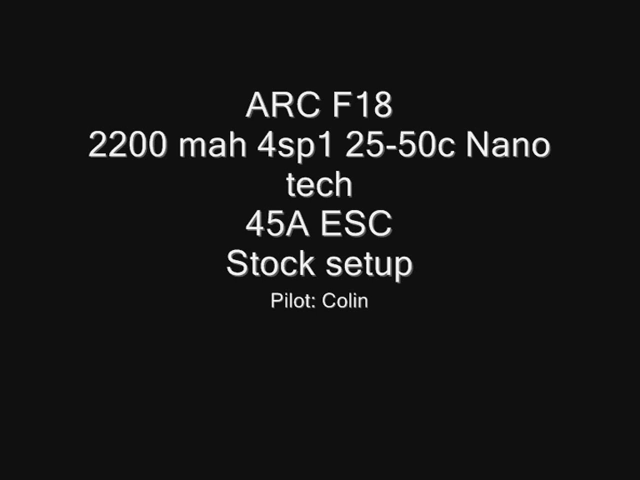 ARC F18
2200 mah 4sp1 25-50c Nano
tech
45A ESC
Stock setup
Pilot: Colin